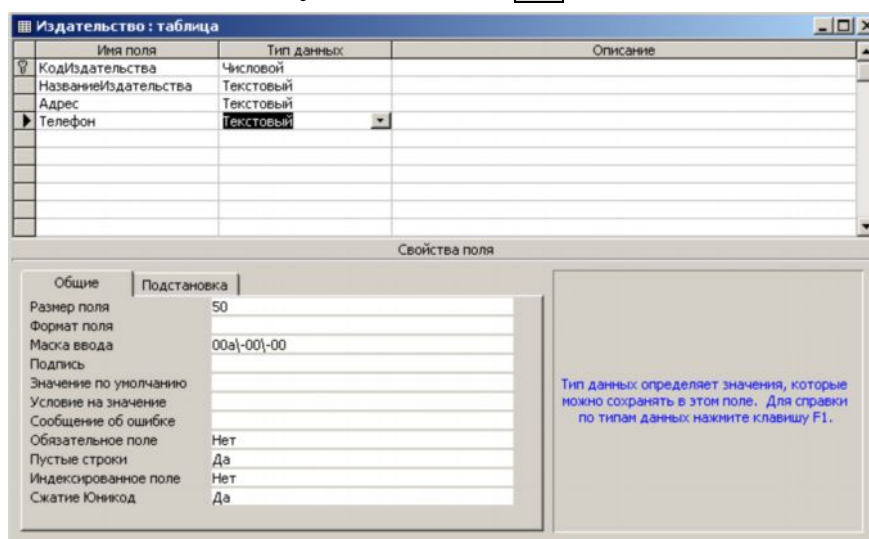 Издательство : таблица
Имя поля Тип данных Описание
КодИздательства Числовой
НазваниеИздательства Текстовый
Адрес Текстовый
Телефон Текстовый
Свойства поля
Общие Подстановка
Размер поля 50
Формат поля
Маска ввода 00a\-00\-00
Подпись
Значение по умолчанию
Условие на значение
Сообщение об ошибке
Обязательное поле Нет
Пустые строки Да
Индексированное поле Нет
Сжатие Юникод Да
Тип данных определяет значения, которые
можно сохранять в этом поле. Для справки
по типам данных нажмите клавишу F1.